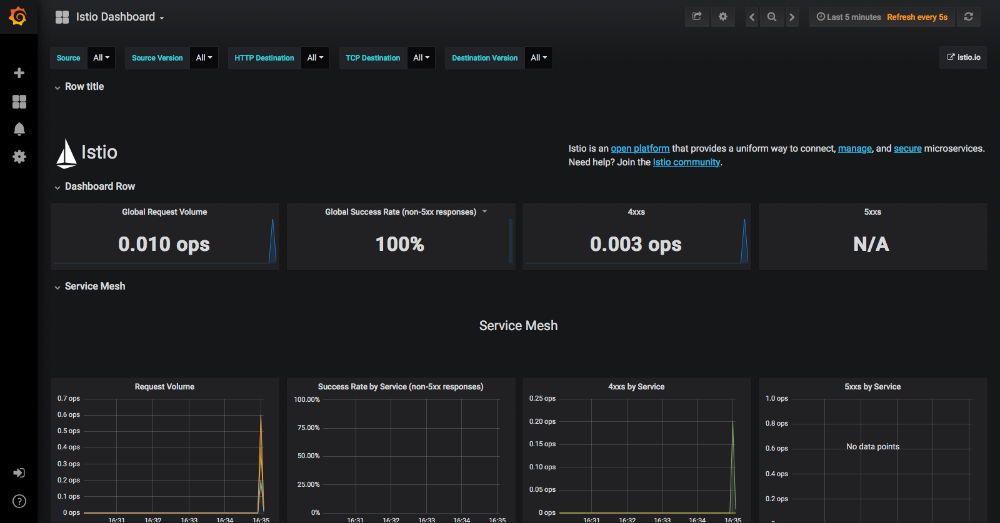 Istio Dashboard
Last 5 minutes Refresh every 5s
Source All Source Version All HTTP Destination All TCP Destination All Destination Version All istio.io
Row title
Istio
Istio is an open platform that provides a uniform way to connect, manage, and secure microservices.
Need help? Join the Istio community.
Dashboard Row
Global Request Volume
0.010 ops
Global Success Rate (non-5xx responses)
100%
4xxs
0.003 ops
5xxs
N/A
Service Mesh
Service Mesh
Request Volume
0.7 ops
0.6 ops
0.5 ops
0.4 ops
0.3 ops
0.2 ops
0.1 ops
0 ops
16:31 16:32 16:33 16:34 16:35
Success Rate by Service (non-5xx responses)
100.00%
75.00%
50.00%
25.00%
0%
16:31 16:32 16:33 16:34 16:35
4xxs by Service
0.25 ops
0.20 ops
0.15 ops
0.10 ops
0.05 ops
0 ops
16:31 16:32 16:33 16:34 16:35
5xxs by Service
1.0 ops
0.8 ops
0.6 ops
No data points
0.4 ops
0.2 ops